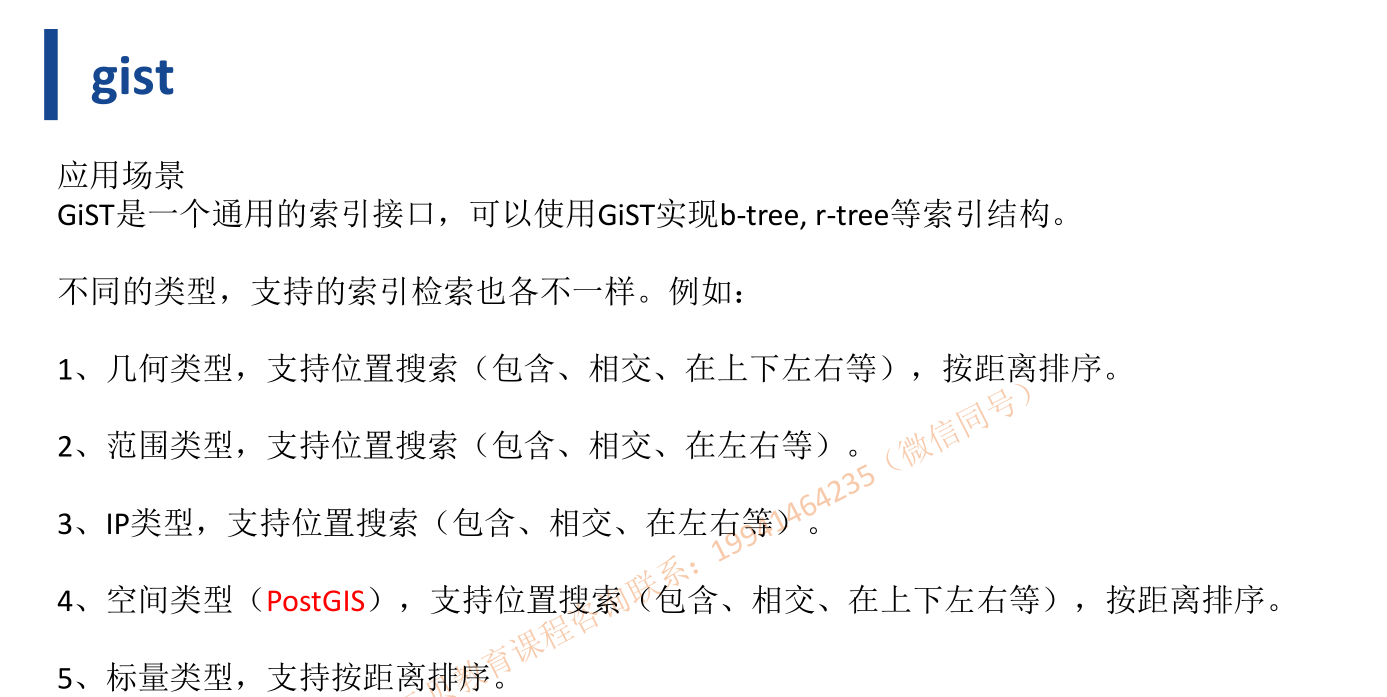 gist
应用场景
GiST是一个通用的索引接口，可以使用GiST实现b-tree, r-tree等索引结构。
不同的类型，支持的索引检索也各不一样。例如：
1、几何类型，支持位置搜索（包含、相交、在上下左右等），按距离排序。
2、范围类型，支持位置搜索（包含、相交、在左右等）。
3、IP类型，支持位置搜索（包含、相交、在左右等）。
4、空间类型（PostGIS），支持位置搜索（包含、相交、在上下左右等），按距离排序。
5、标量类型，支持按距离排序。
教育课程咨询联系：19941464235（微信同号）